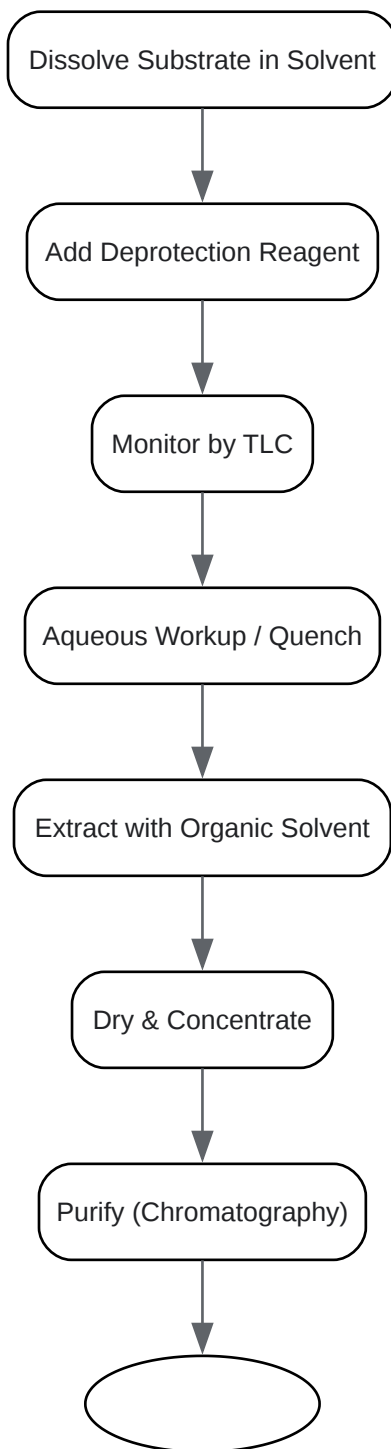 Dissolve Substrate in Solvent
Add Deprotection Reagent
Monitor by TLC
Aqueous Workup / Quench
Extract with Organic Solvent
Dry & Concentrate
Purify (Chromatography)